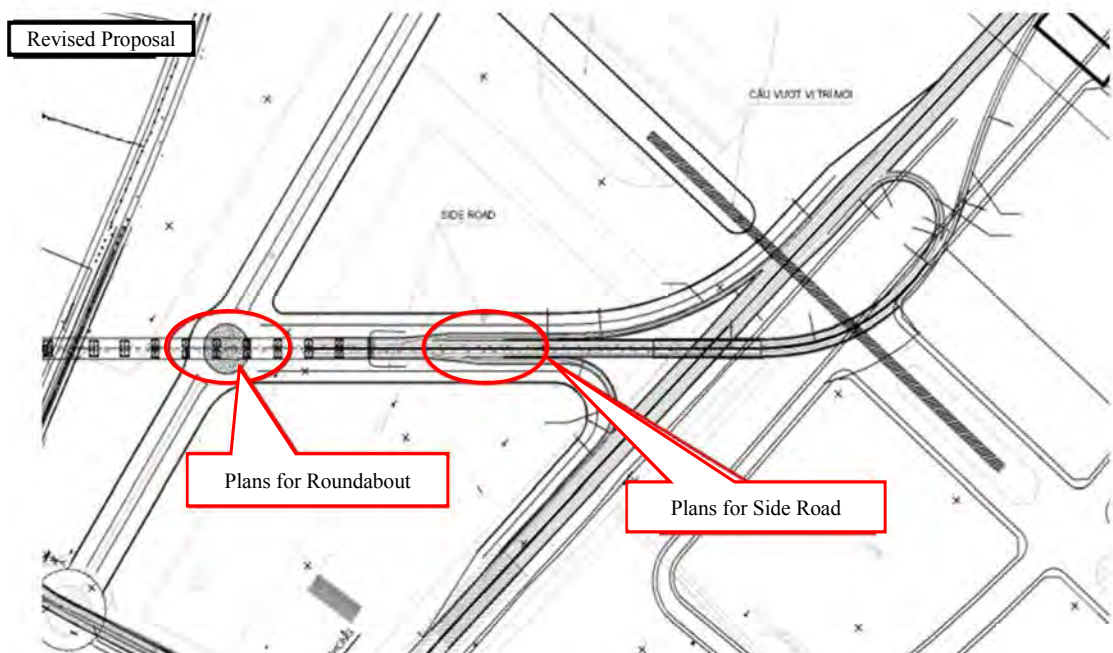 Revised Proposal
CẦU VƯỢT VỊ TRÍ MỚI
SIDE ROAD
Plans for Roundabout
Plans for Side Road